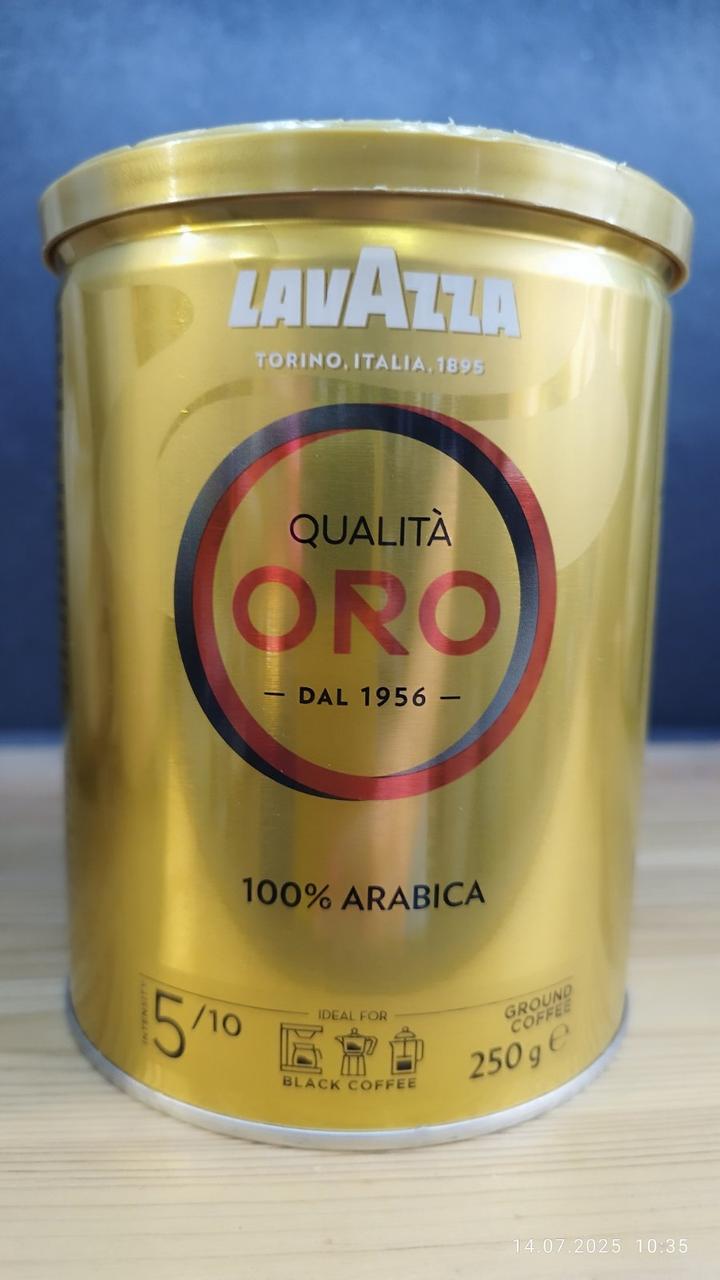 LAVAZZA
TORINO, ITALIA, 1895
QUALITÀ
ORO
— DAL 1956 —
100% ARABICA
INTENSITY
5/10
IDEAL FOR
BLACK COFFEE
GROUND
COFFEE
250 g ℮
14.07.2025 10:35